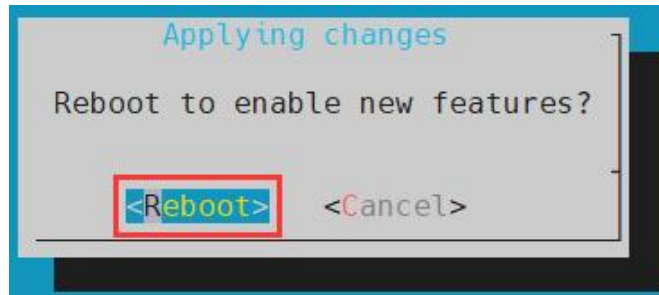 Applying changes
Reboot to enable new features?
<Reboot> <Cancel>